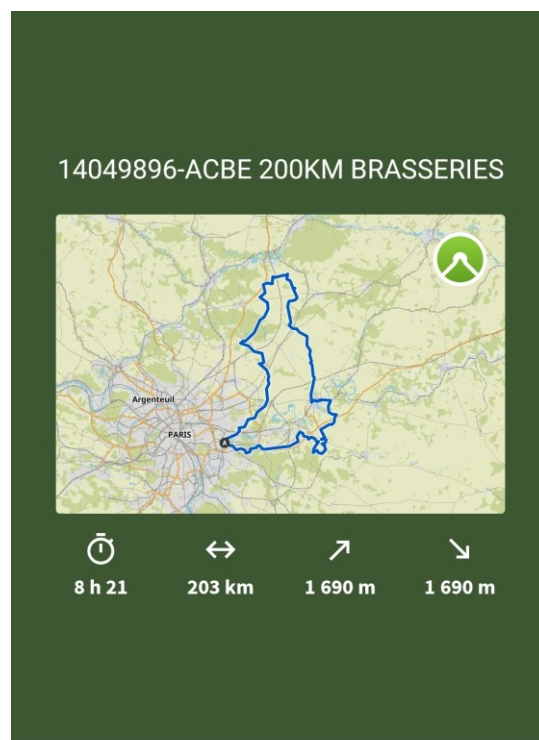 14049896-ACBE 200KM BRASSERIES
Argenteuil
PARIS
8 h 21
203 km
1 690 m
1 690 m